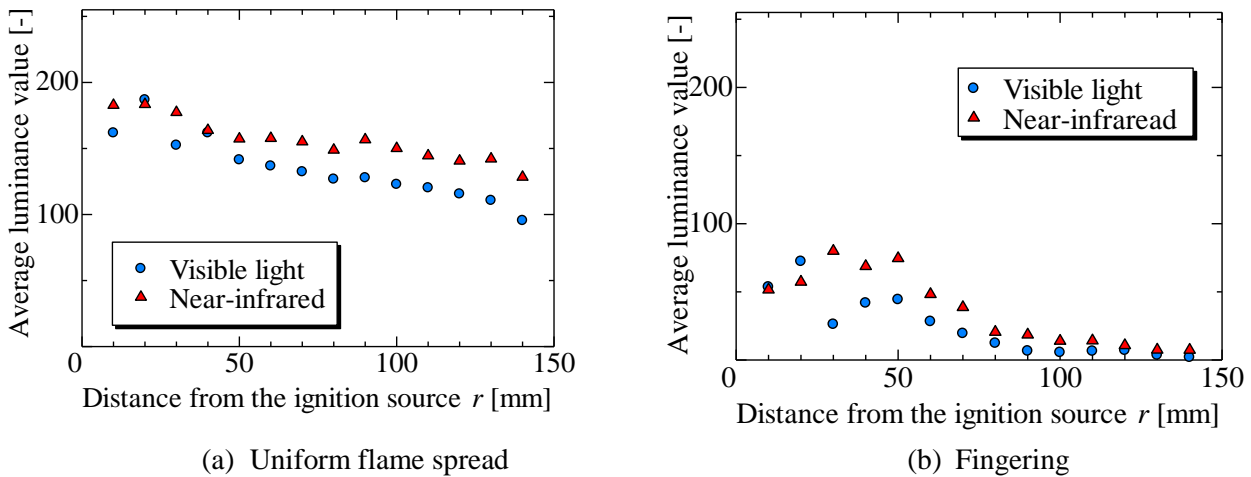 Average luminance value [-]
200
100
0
50
100
150
Visible light
Near-infrared
Distance from the ignition source r [mm]
(a) Uniform flame spread
Average luminance value [-]
200
100
0
50
100
150
Visible light
Near-infraread
Distance from the ignition source r [mm]
(b) Fingering